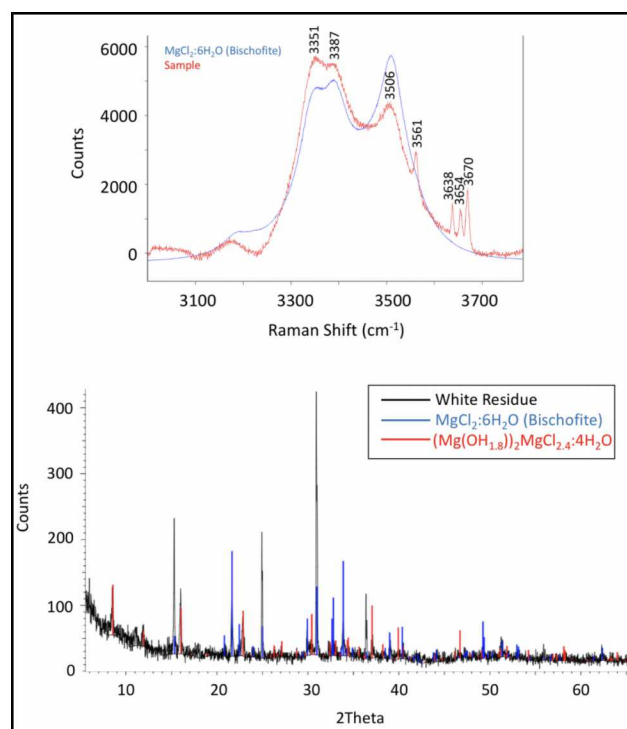 MgCl₂:6H₂O (Bischofite)
Sample
6000
4000
2000
0
Counts
3351
3387
3506
3561
3638
3654
3670
3100
3300
3500
3700
Raman Shift (cm⁻¹)
White Residue
MgCl₂:6H₂O (Bischofite)
(Mg(OH₁.₈))₂MgCl₂.₄:4H₂O
400
300
200
100
0
Counts
10
20
30
40
50
60
2Theta